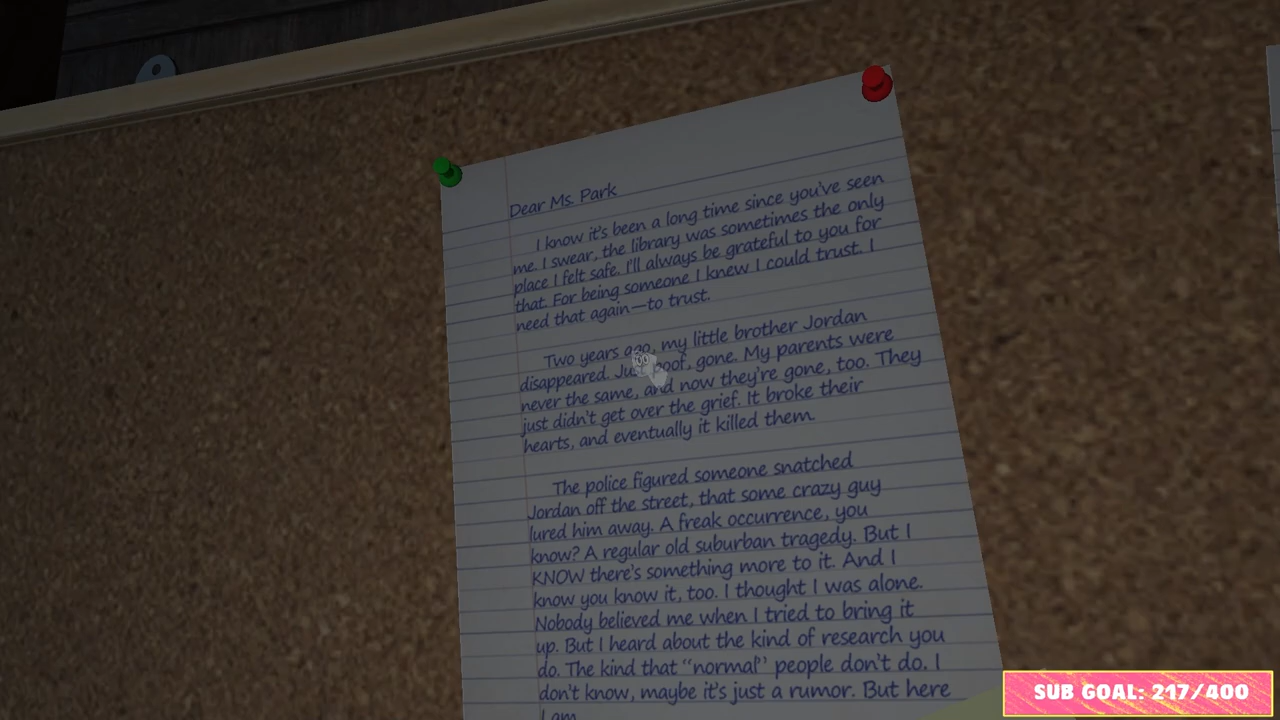 Dear Ms. Park
I know it's been a long time since you've seen
me. I swear, the library was sometimes the only
place I felt safe. I'll always be grateful to you for
that. For being someone I knew I could trust. I
need that again—to trust.
Two years ago, my little brother Jordan
disappeared. Just poof, gone. My parents were
never the same, and now they're gone, too. They
just didn't get over the grief. It broke their
hearts, and eventually it killed them.
The police figured someone snatched
Jordan off the street, that some crazy guy
lured him away. A freak occurrence, you
know? A regular old suburban tragedy. But I
KNOW there's something more to it. And I
know you know it, too. I thought I was alone.
Nobody believed me when I tried to bring it
up. But I heard about the kind of research you
do. The kind that “normal” people don't do. I
don't know, maybe it's just a rumor. But here
I am
SUB GOAL: 217/400